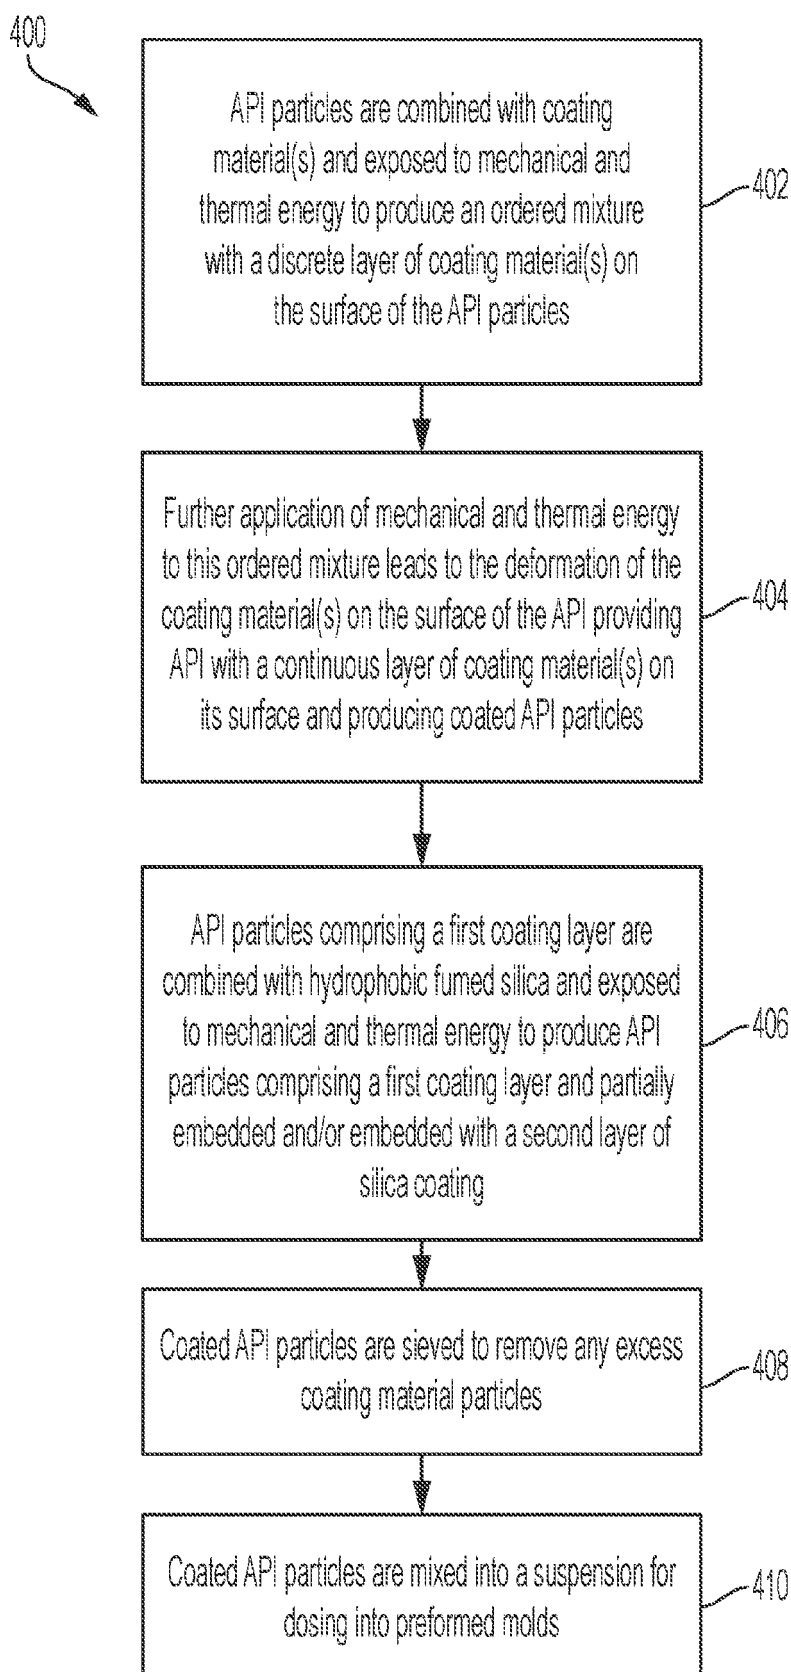 400
API particles are combined with coating
material(s) and exposed to mechanical and
thermal energy to produce an ordered mixture
with a discrete layer of coating material(s) on
the surface of the API particles
402
Further application of mechanical and thermal energy
to this ordered mixture leads to the deformation of the
coating material(s) on the surface of the API providing
API with a continuous layer of coating material(s) on
its surface and producing coated API particles
404
API particles comprising a first coating layer are
combined with hydrophobic fumed silica and exposed
to mechanical and thermal energy to produce API
particles comprising a first coating layer and partially
embedded and/or embedded with a second layer of
silica coating
406
Coated API particles are sieved to remove any excess
coating material particles
408
Coated API particles are mixed into a suspension for
dosing into preformed molds
410